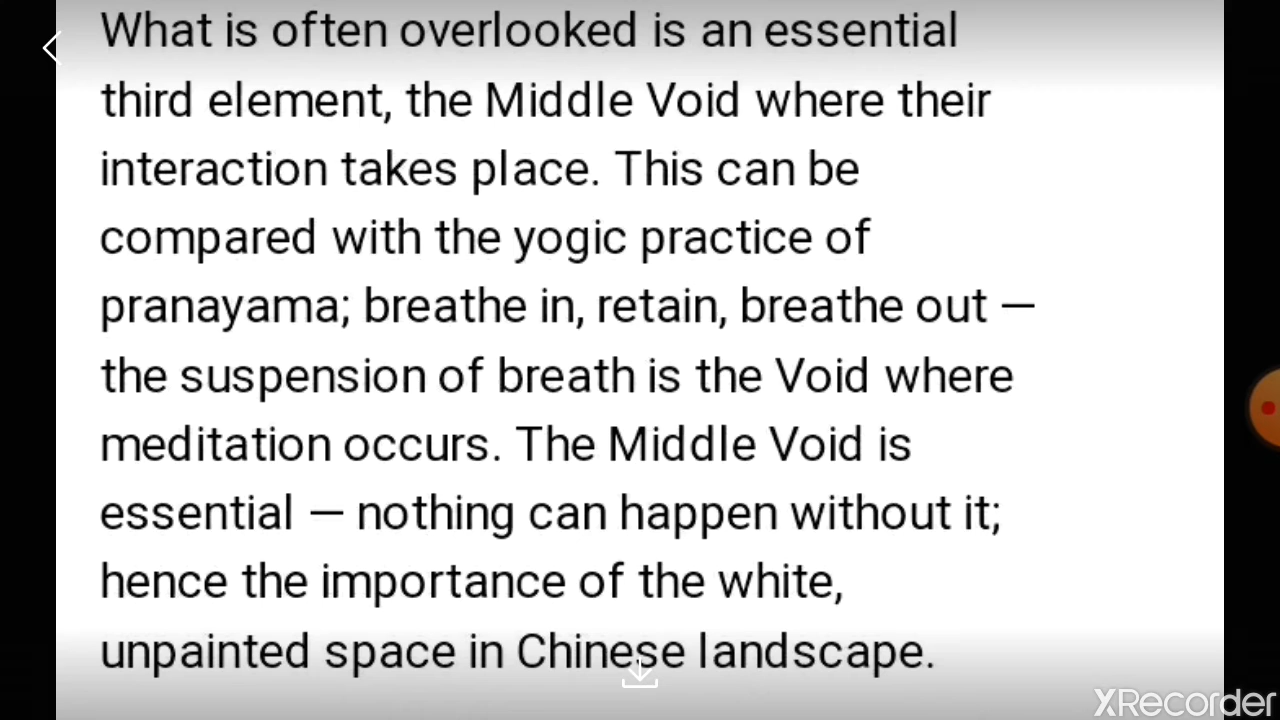 What is often overlooked is an essential
third element, the Middle Void where their
interaction takes place. This can be
compared with the yogic practice of
pranayama; breathe in, retain, breathe out —
the suspension of breath is the Void where
meditation occurs. The Middle Void is
essential — nothing can happen without it;
hence the importance of the white,
unpainted space in Chinese landscape.
XRecorder